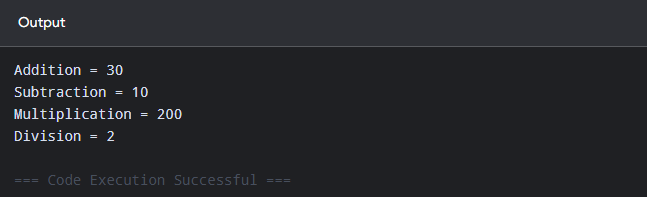 Output
Addition = 30
Subtraction = 10
Multiplication = 200
Division = 2
=== Code Execution Successful ===